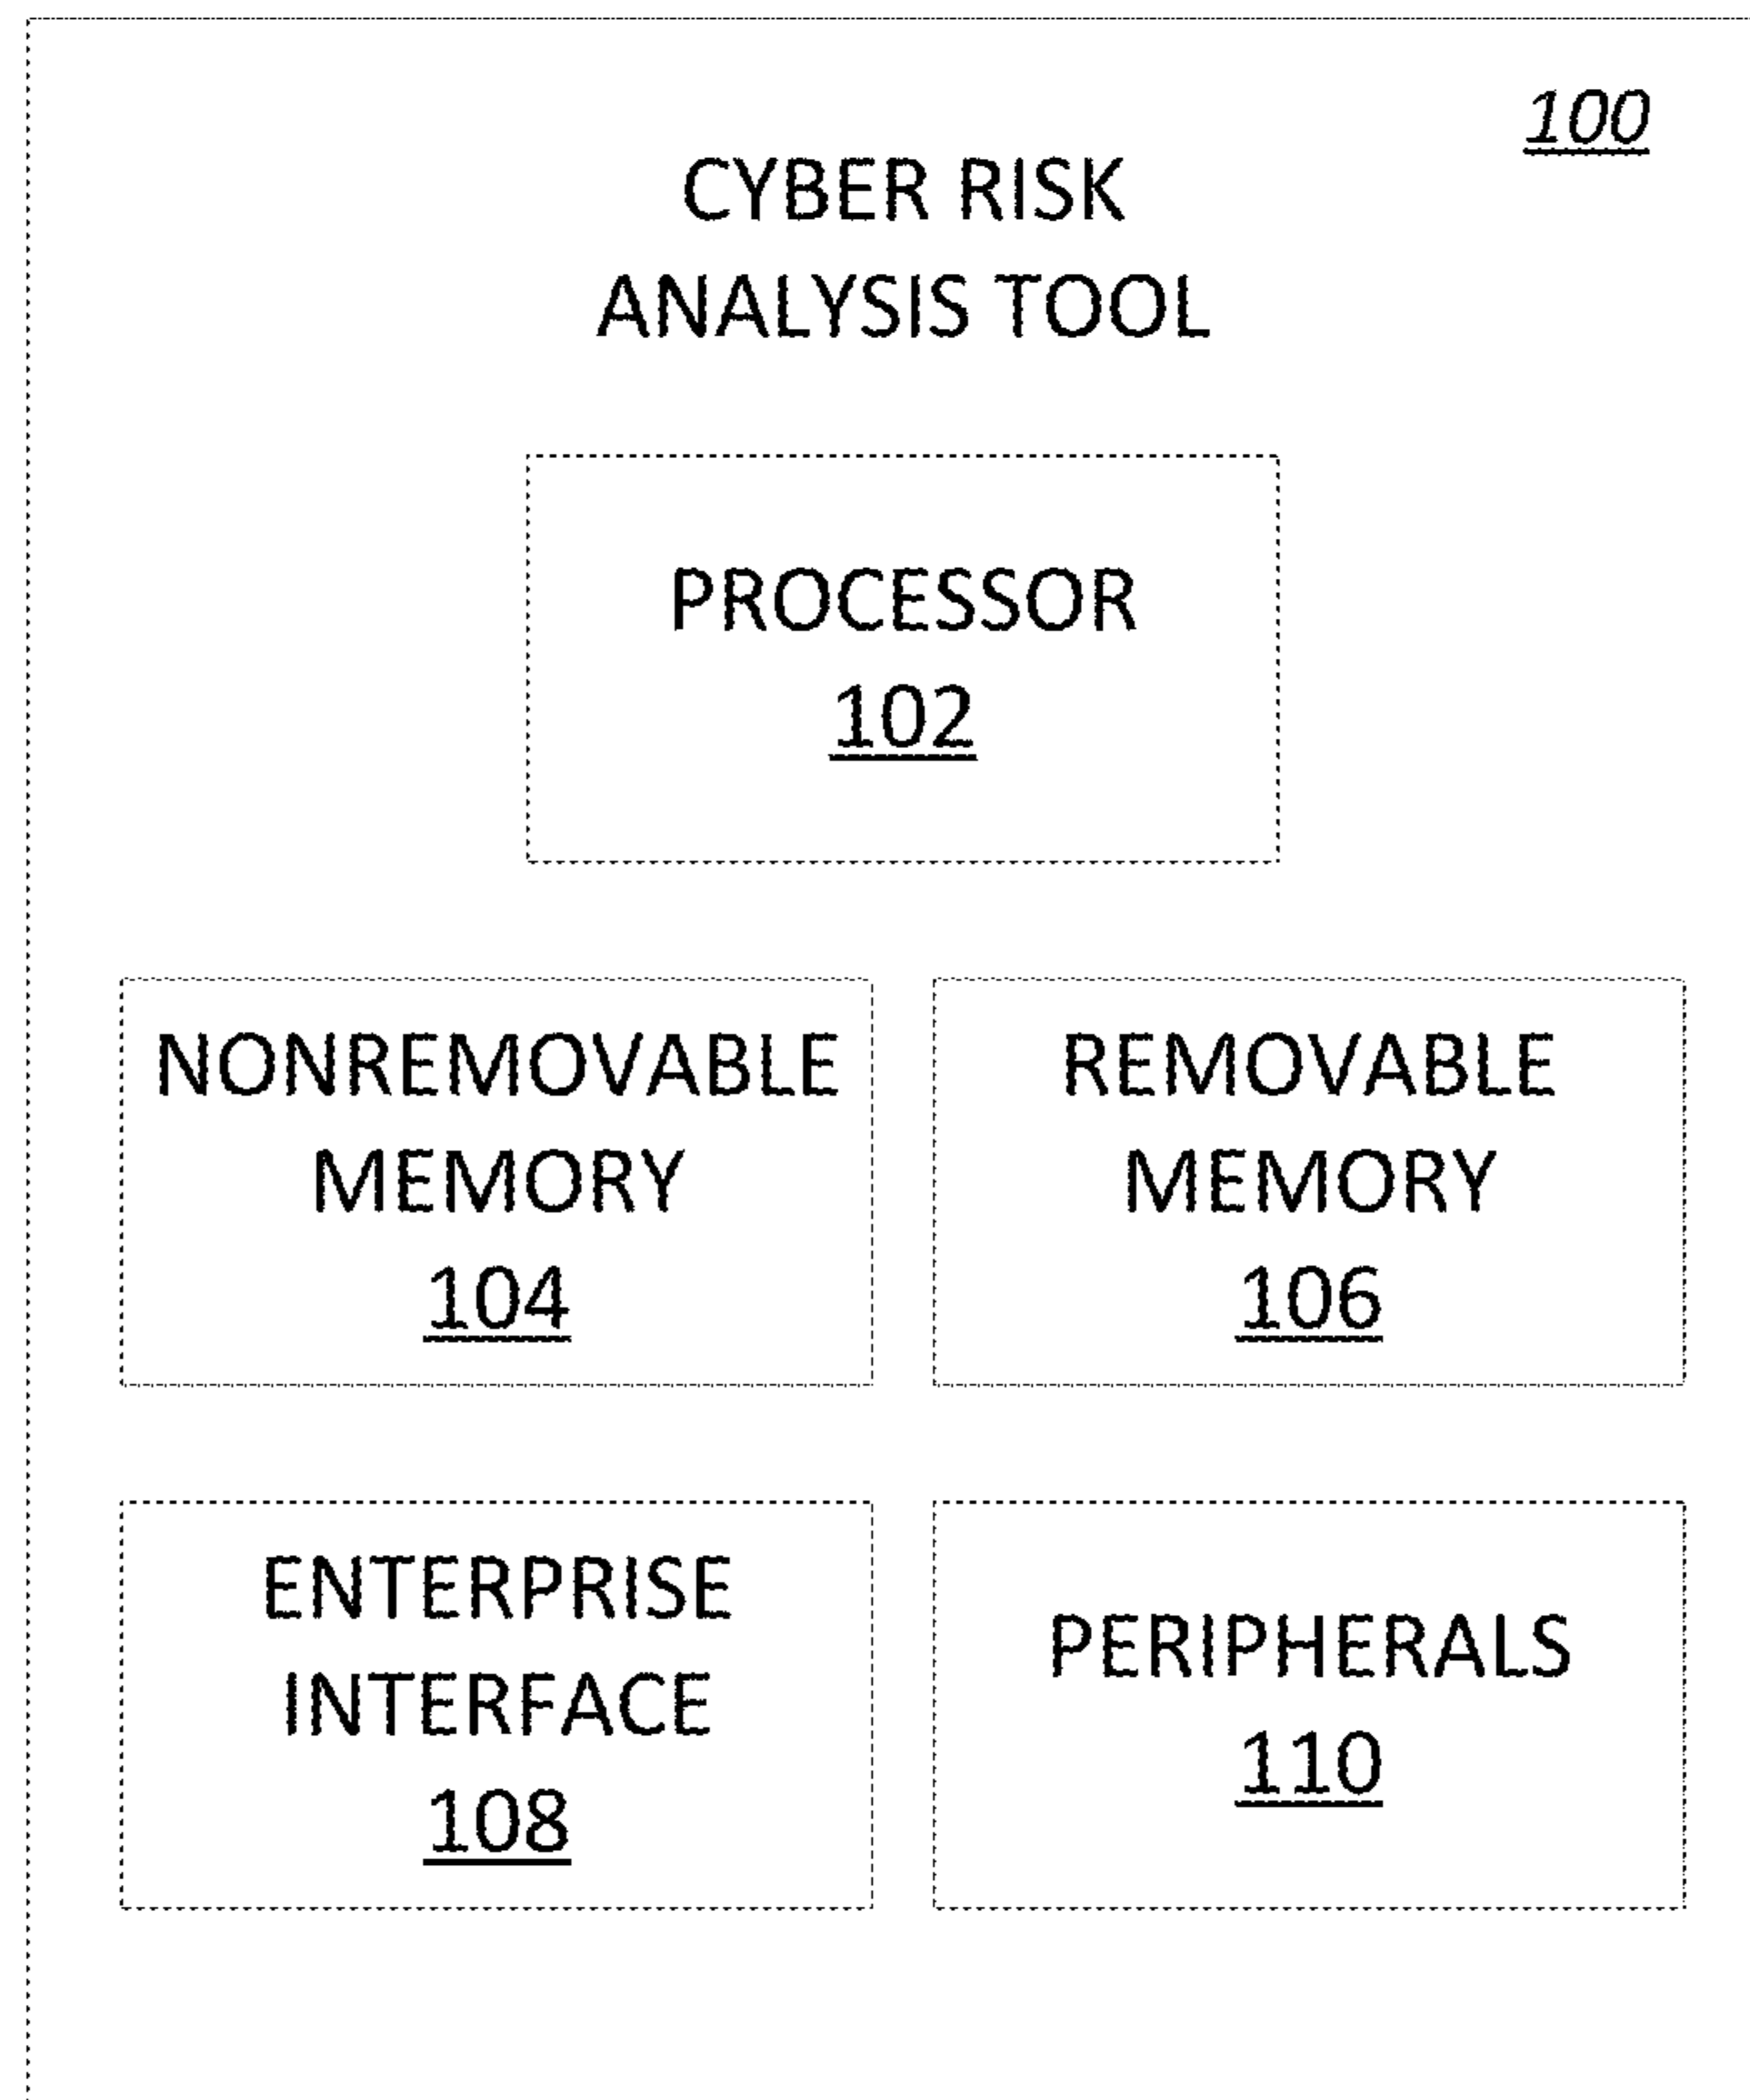 100
CYBER RISK
ANALYSIS TOOL
PROCESSOR
102
NONREMOVABLE
MEMORY
104
REMOVABLE
MEMORY
106
ENTERPRISE
INTERFACE
108
PERIPHERALS
110